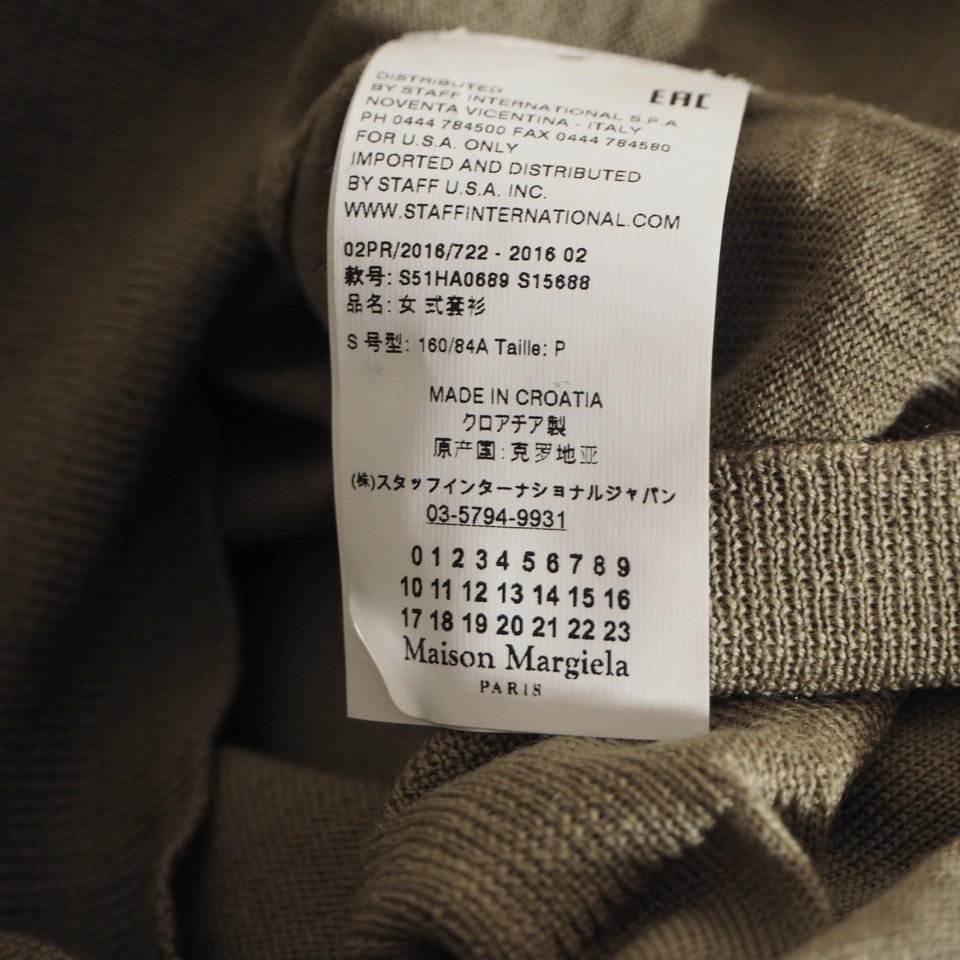 DISTRIBUTED
BY STAFF INTERNATIONAL S.P.A.
NOVENTA VICENTINA - ITALY
PH 0444 784500 FAX 0444 784580
FOR U.S.A. ONLY
IMPORTED AND DISTRIBUTED
BY STAFF U.S.A. INC.
WWW.STAFFINTERNATIONAL.COM
EAC
02PR/2016/722 - 2016 02
款号: S51HA0689 S15688
品名: 女 式套衫
S 号型: 160/84A Taille: P
MADE IN CROATIA
クロアチア製
原产国: 克罗地亚
(株)スタッフインターナショナルジャパン
03-5794-9931
0 1 2 3 4 5 6 7 8 9
10 11 12 13 14 15 16
17 18 19 20 21 22 23
Maison Margiela
PARIS